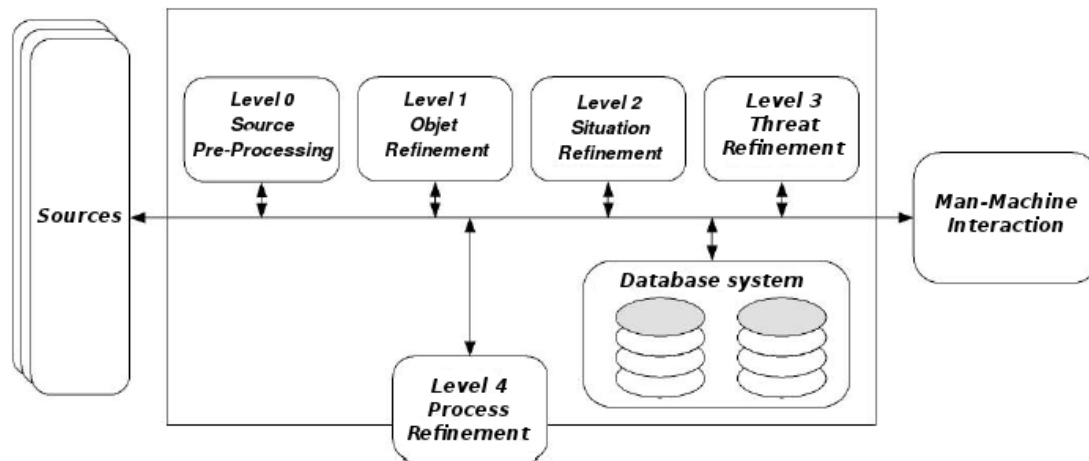 Level 0
Source
Pre-Processing
Level 1
Objet
Refinement
Level 2
Situation
Refinement
Level 3
Threat
Refinement
Sources
Man-Machine
Interaction
Database system
Level 4
Process
Refinement